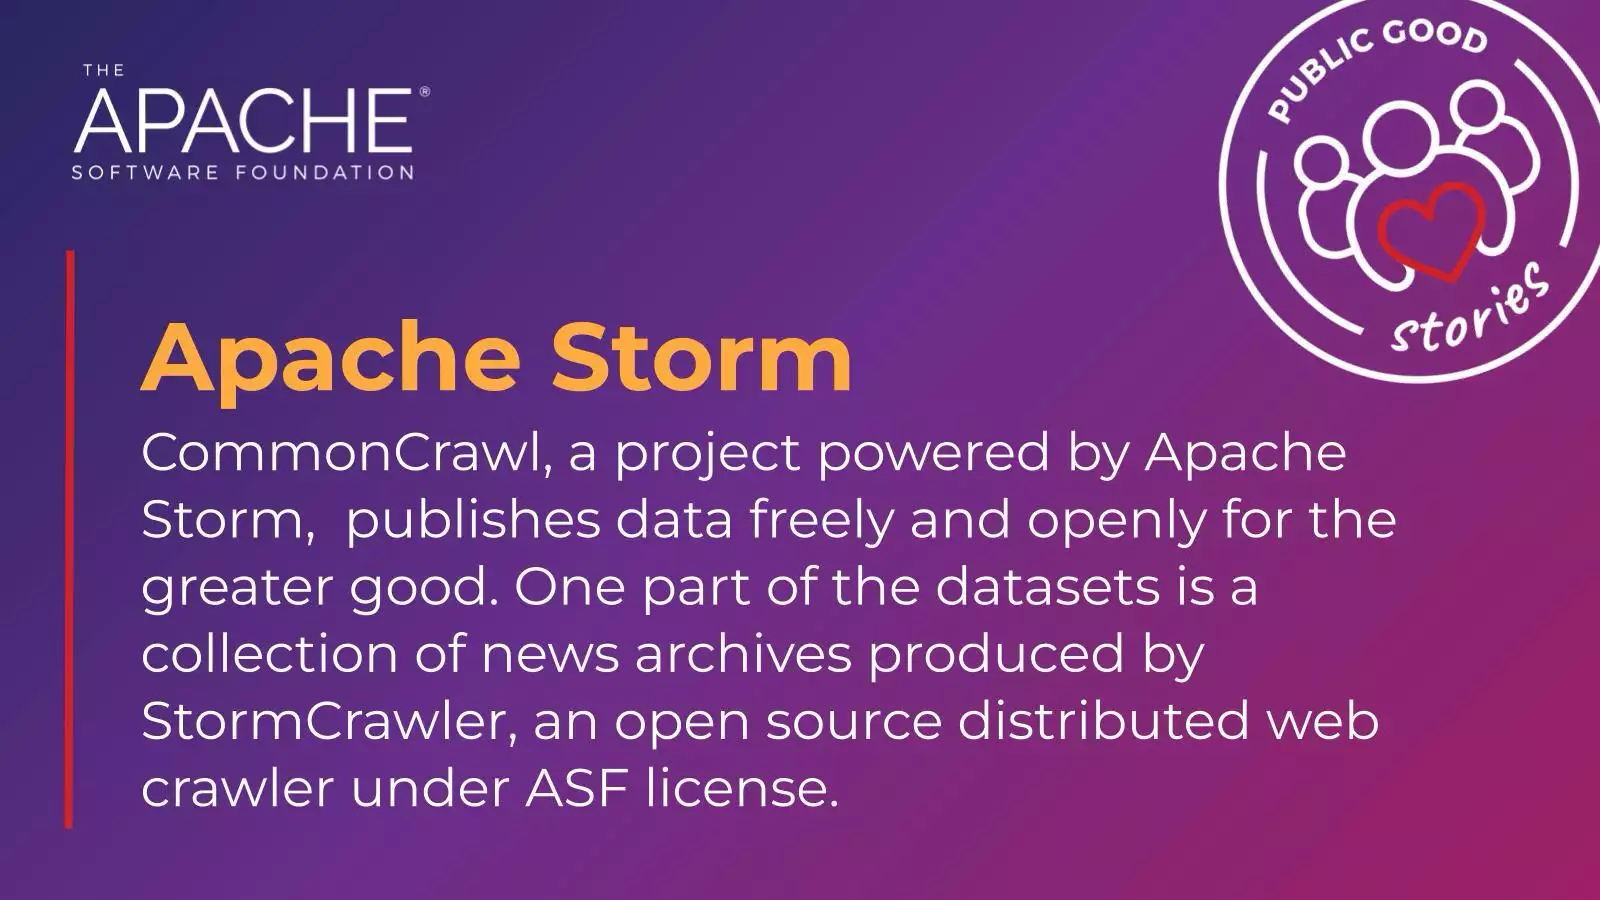 THE
APACHE®
SOFTWARE FOUNDATION
PUBLIC GOOD
Stories
Apache Storm
CommonCrawl, a project powered by Apache
Storm,  publishes data freely and openly for the
greater good. One part of the datasets is a
collection of news archives produced by
StormCrawler, an open source distributed web
crawler under ASF license.